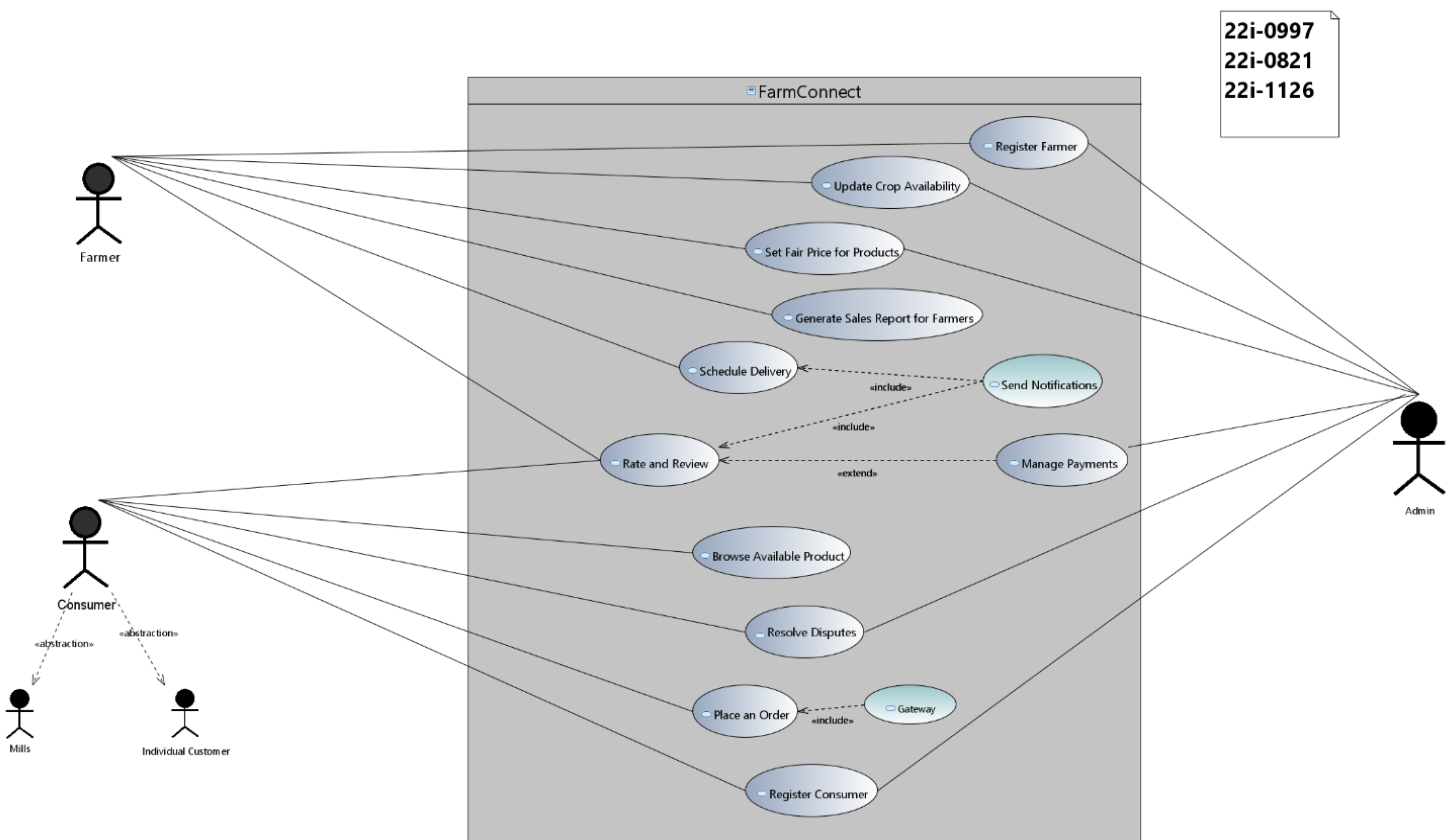 22i-0997
22i-0821
22i-1126
FarmConnect
Register Farmer
Update Crop Availability
Farmer
Set Fair Price for Products
Generate Sales Report for Farmers
Schedule Delivery
Send Notifications
«include»
«include»
Rate and Review
Manage Payments
«extend»
Admin
Browse Available Product
Consumer
Resolve Disputes
«abstraction»
«abstraction»
Place an Order
Gateway
«include»
Mills
Individual Customer
Register Consumer